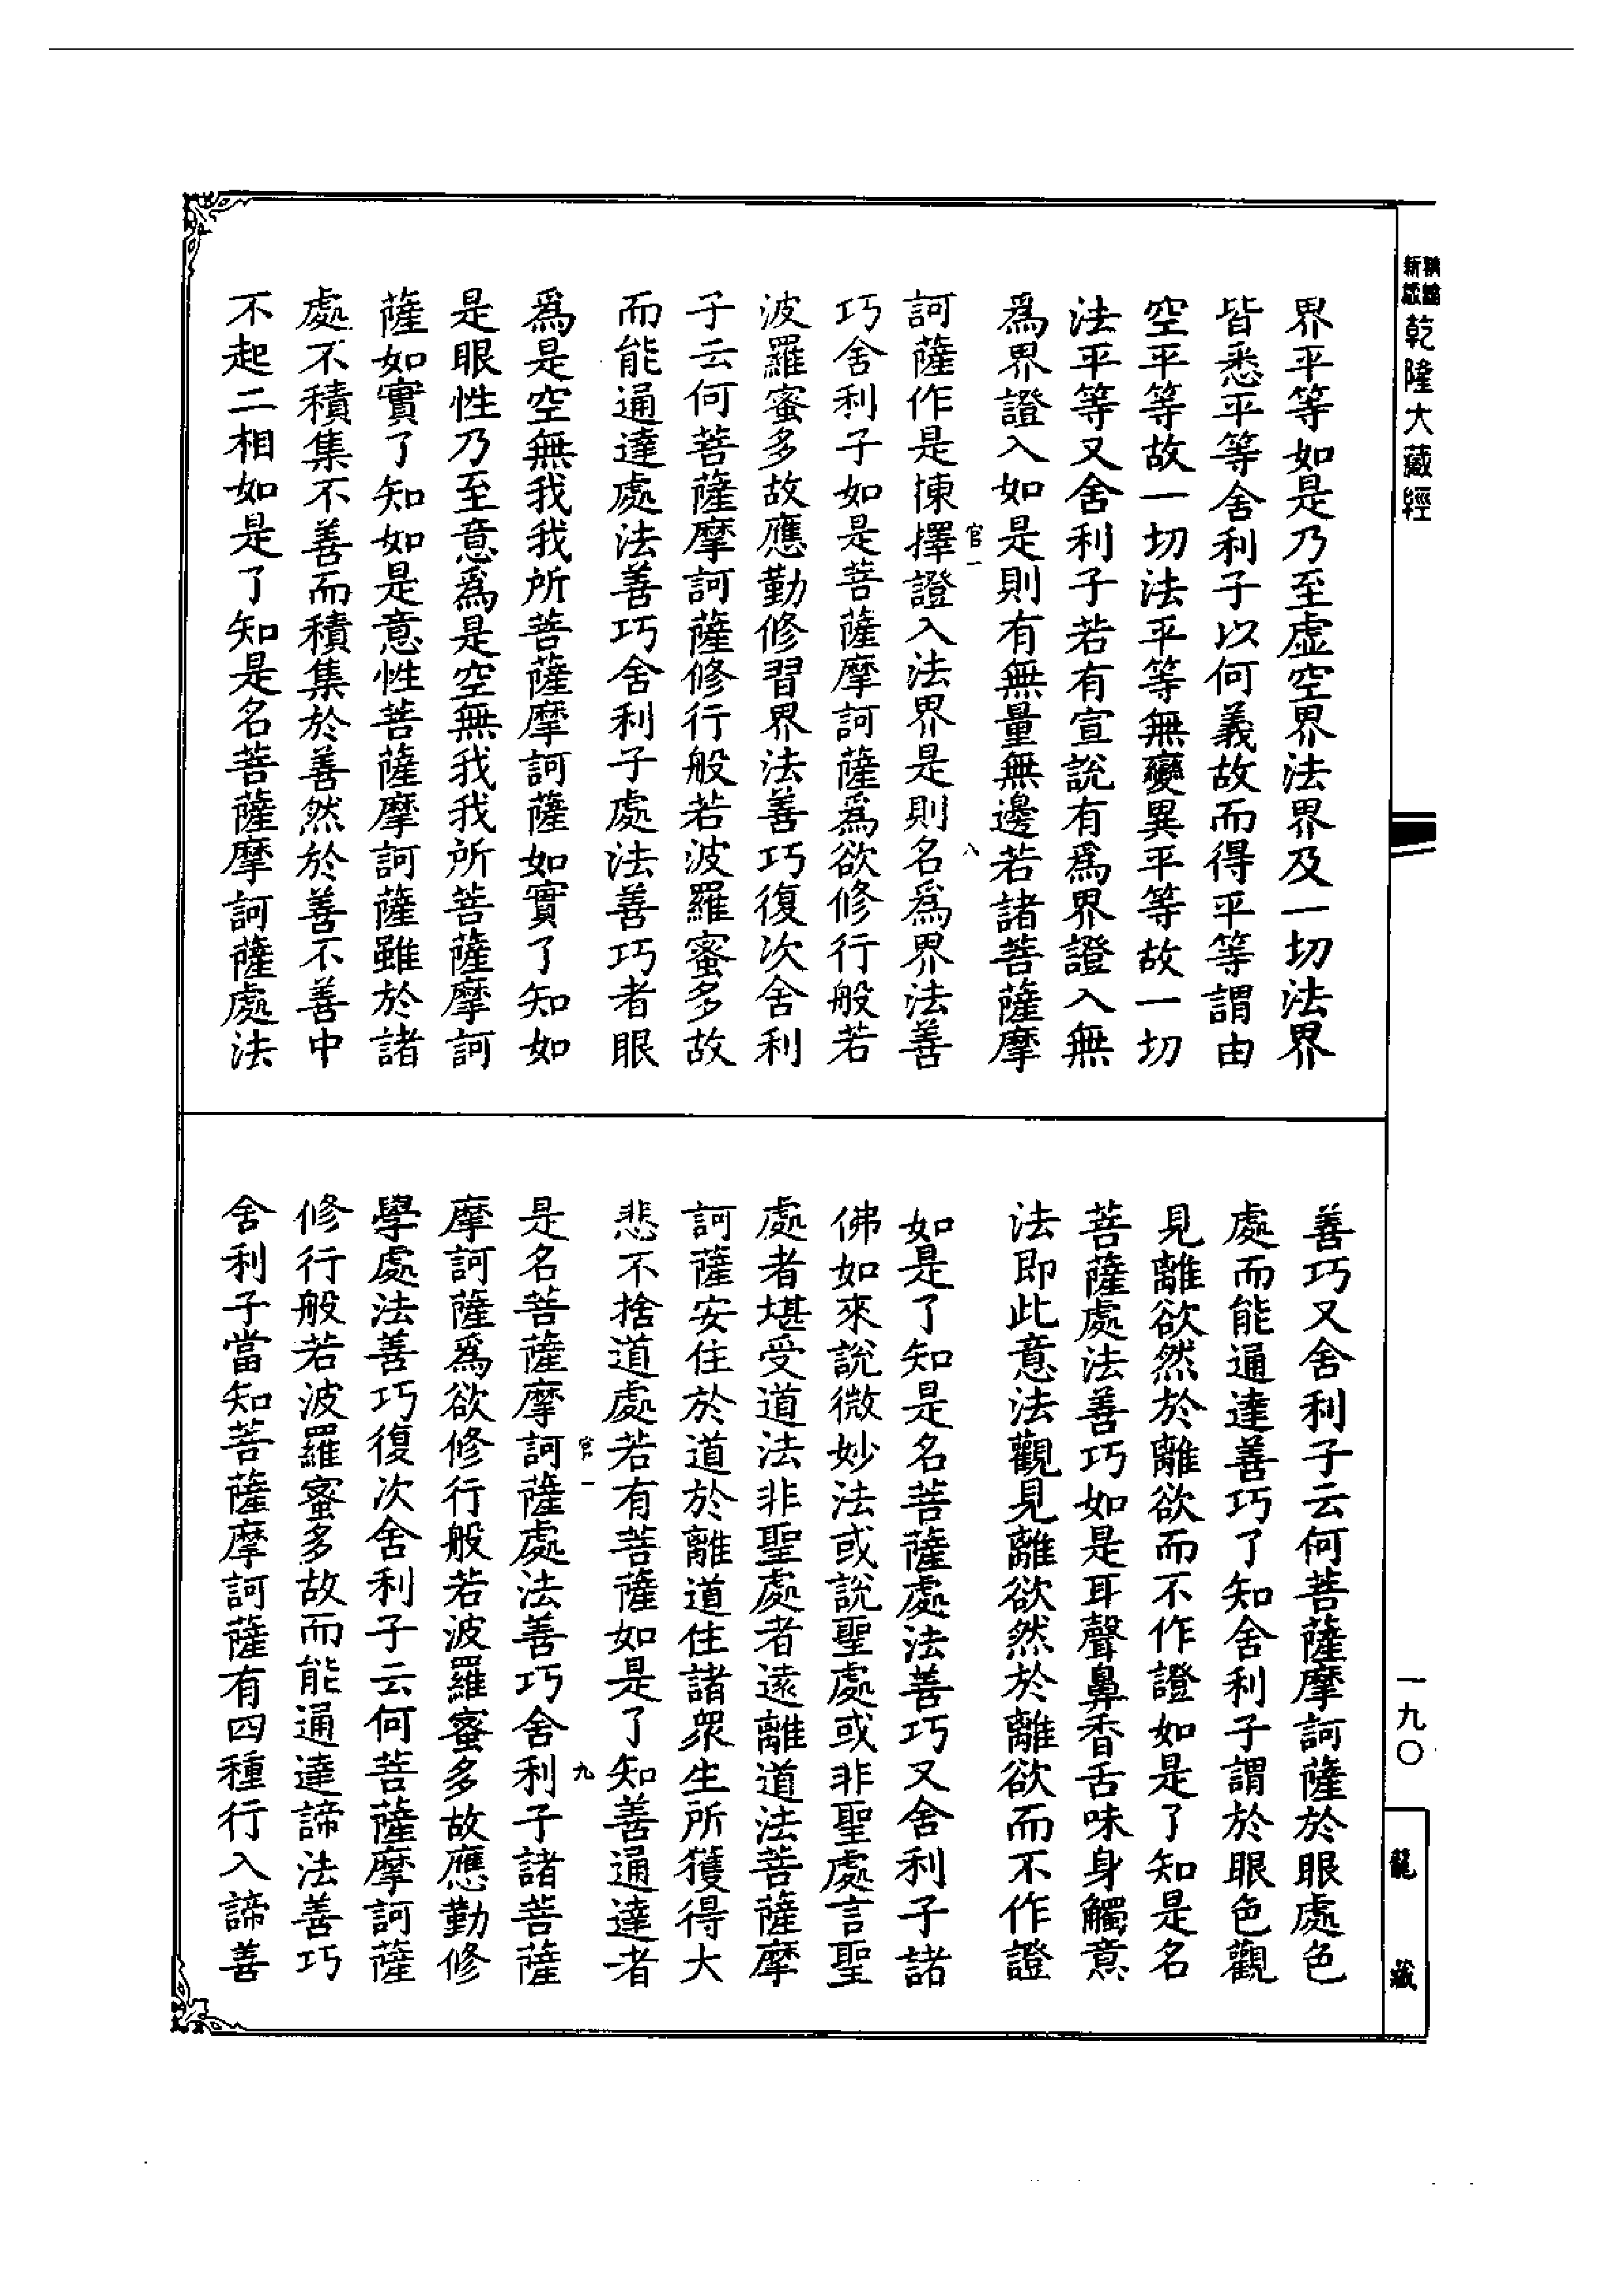 新編縮版
乾隆大藏經
界平等如是乃至虛空界法界及一切法界
皆悉平等舍利子以何義故而得平等謂由
空平等故一切法平等無變異平等故一切
法平等又舍利子若有宣說有爲界證入無
爲界證入如是則有無量無邊若諸菩薩摩
官一
八
訶薩作是揀擇證入法界是則名爲界法善
巧舍利子如是菩薩摩訶薩爲欲修行般若
波羅蜜多故應勤修習界法善巧復次舍利
子云何菩薩摩訶薩修行般若波羅蜜多故
而能通達處法善巧舍利子處法善巧者眼
爲是空無我我所菩薩摩訶薩如實了知如
是眼性乃至意爲是空無我我所菩薩摩訶
薩如實了知如是意性菩薩摩訶薩雖於諸
處不積集不善而積集於善然於善不善中
不起二相如是了知是名菩薩摩訶薩處法
善巧又舍利子云何菩薩摩訶薩於眼處色
處而能通達善巧了知舍利子謂於眼色觀
見離欲然於離欲而不作證如是了知是名
菩薩處法善巧如是耳聲鼻香舌味身觸意
法即此意法觀見離欲然於離欲而不作證
如是了知是名菩薩處法善巧又舍利子諸
佛如來說微妙法或說聖處或非聖處言聖
處者堪受道法非聖處者遠離道法菩薩摩
訶薩安住於道於離道住諸眾生所獲得大
悲不捨道處若有菩薩如是了知善通達者
官一
九
是名菩薩摩訶薩處法善巧舍利子諸菩薩
摩訶薩爲欲修行般若波羅蜜多故應勤修
學處法善巧復次舍利子云何菩薩摩訶薩
修行般若波羅蜜多故而能通達諦法善巧
舍利子當知菩薩摩訶薩有四種行入諦善
一九〇
龍藏